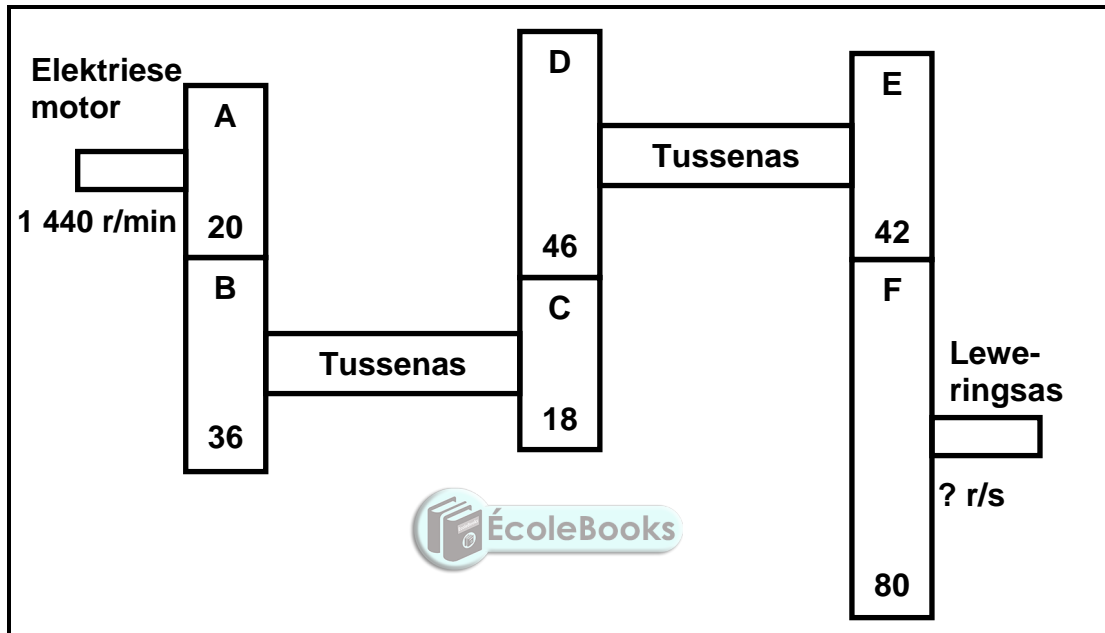 Elektriese
motor
1 440 r/min
A
20
B
36
Tussenas
D
46
C
18
Tussenas
E
42
F
80
Lewe-
ringsas
? r/s
ÉcoleBooks